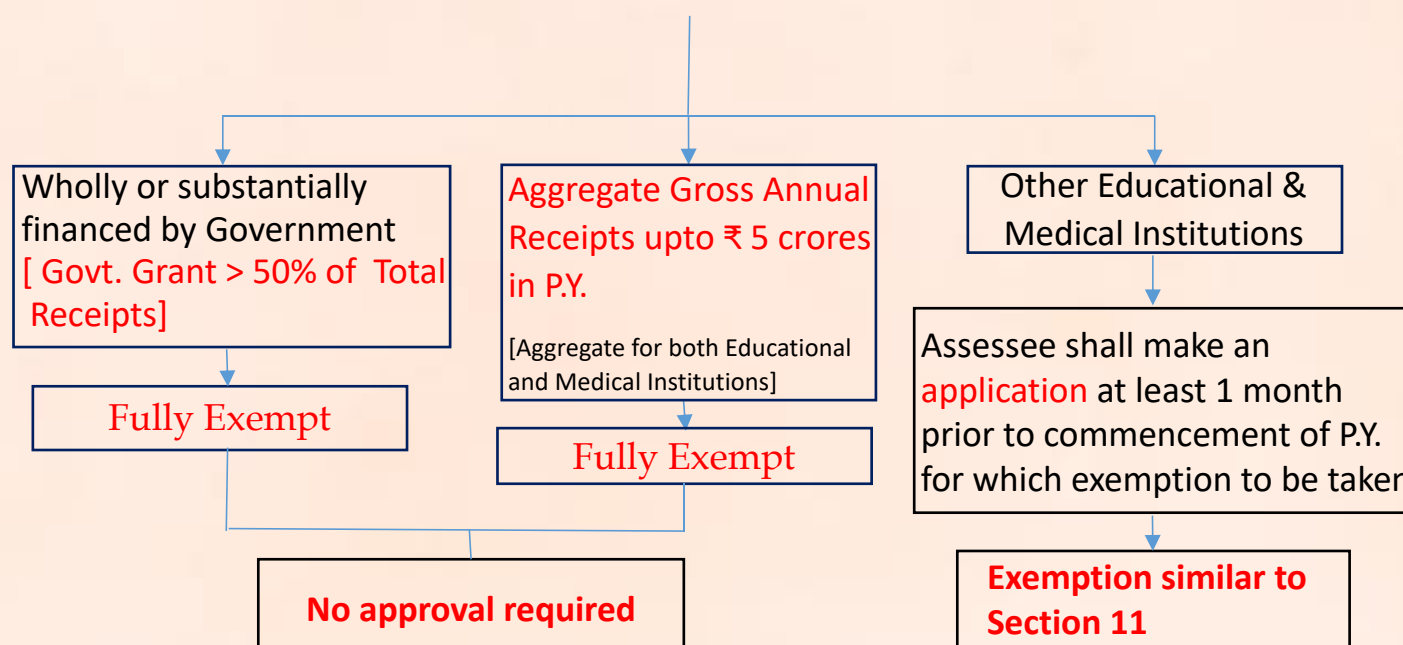 Wholly or substantially
financed by Government
[ Govt. Grant > 50% of Total
Receipts]
Fully Exempt
Aggregate Gross Annual
Receipts upto ₹ 5 crores
in P.Y.
[Aggregate for both Educational
and Medical Institutions]
Fully Exempt
No approval required
Other Educational &
Medical Institutions
Assessee shall make an
application at least 1 month
prior to commencement of P.Y.
for which exemption to be taken
Exemption similar to
Section 11